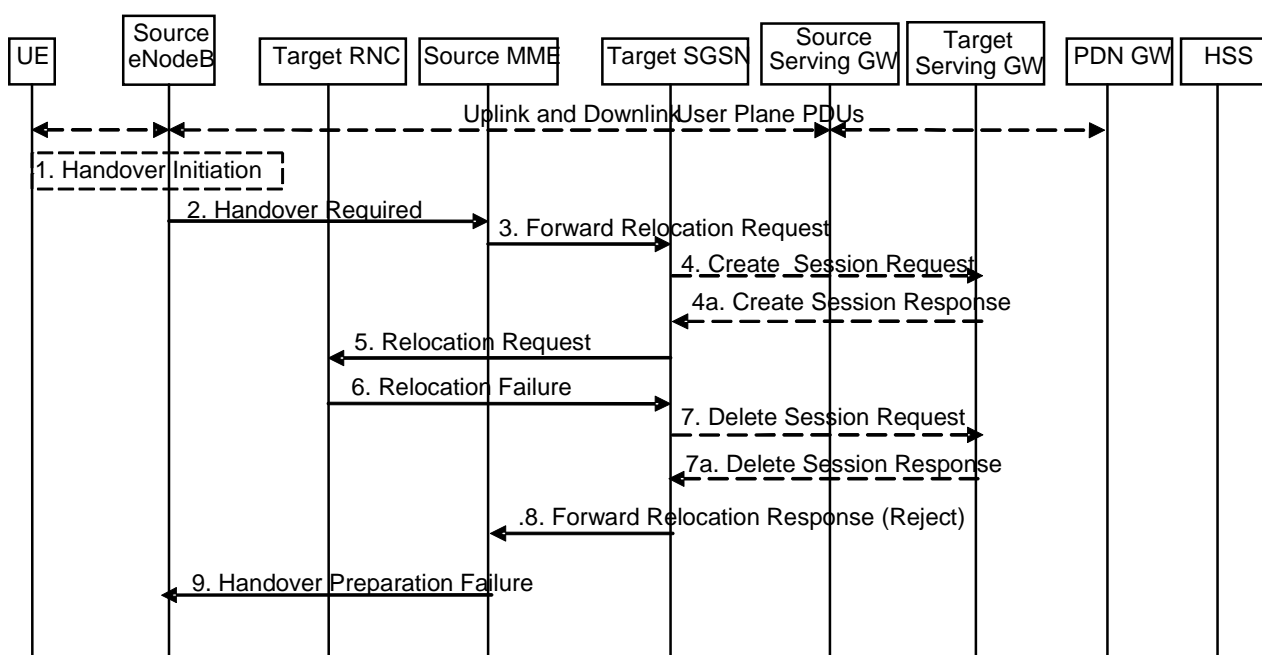 UE
Source
eNodeB
Target RNC
Source MME
Target SGSN
Source
Serving GW
Target
Serving GW
PDN GW
HSS
Uplink and Downlink User Plane PDUs
1. Handover Initiation
2. Handover Required
3. Forward Relocation Request
4. Create Session Request
4a. Create Session Response
5. Relocation Request
6. Relocation Failure
7. Delete Session Request
7a. Delete Session Response
.8. Forward Relocation Response (Reject)
9. Handover Preparation Failure